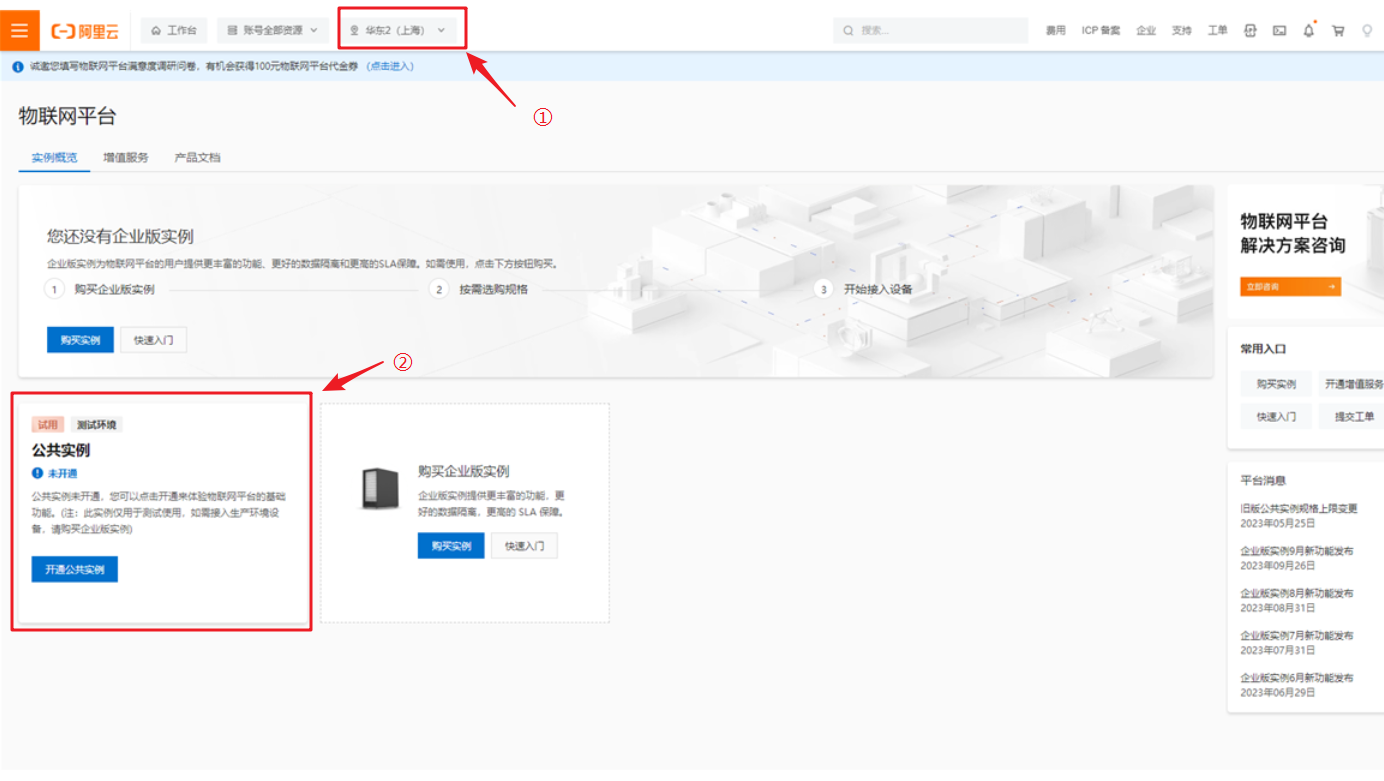 阿里云 工作台 账号全部资源 华东2（上海） 搜索... 费用 ICP 备案 企业 支持 工单
诚邀您填写物联网平台满意度调研问卷，有机会获得100元物联网平台代金券 (点击进入)
①
物联网平台
实例概览 增值服务 产品文档
您还没有企业版实例
企业版实例为物联网平台的用户提供更丰富的功能、更好的数据隔离和更高的SLA保障。如需使用，点击下方按钮购买。
1 购买企业版实例 2 按需选购规格 3 开始接入设备
购买实例 快速入门
物联网平台
解决方案咨询
立即咨询 →
②
常用入口
购买实例 开通增值服务
快速入门 提交工单
试用 测试环境
公共实例
未开通
公共实例未开通，您可以点击开通来体验物联网平台的基础
功能。(注：此实例仅用于测试使用，如需接入生产环境设
备，请购买企业版实例)
开通公共实例
购买企业版实例
企业版实例提供更丰富的功能，更
好的数据隔离，更高的 SLA 保障。
购买实例 快速入门
平台消息
旧版公共实例规格上限变更
2023年05月25日
企业版实例9月新功能发布
2023年09月26日
企业版实例8月新功能发布
2023年08月31日
企业版实例7月新功能发布
2023年07月31日
企业版实例6月新功能发布
2023年06月29日